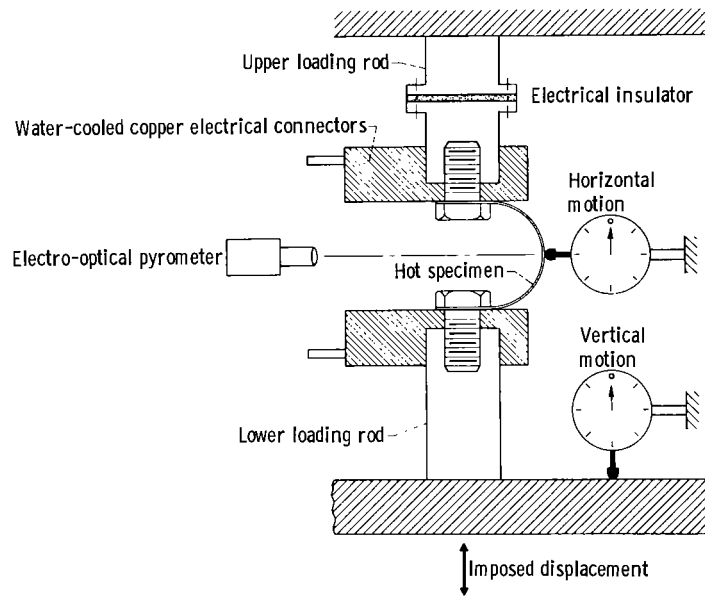 Upper loading rod
Electrical insulator
Water-cooled copper electrical connectors
Horizontal
motion
Electro-optical pyrometer
Hot specimen
Vertical
motion
Lower loading rod
Imposed displacement